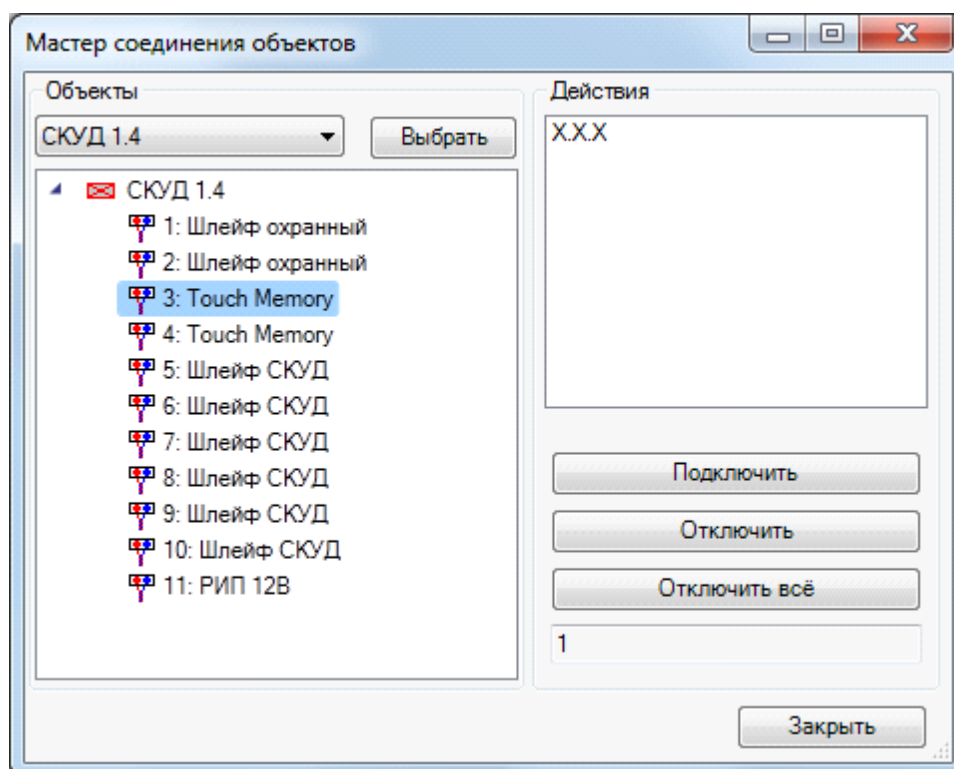 Мастер соединения объектов
Объекты
СКУД 1.4
Выбрать
СКУД 1.4
1: Шлейф охранный
2: Шлейф охранный
3: Touch Memory
4: Touch Memory
5: Шлейф СКУД
6: Шлейф СКУД
7: Шлейф СКУД
8: Шлейф СКУД
9: Шлейф СКУД
10: Шлейф СКУД
11: РИП 12В
Действия
X.X.X
Подключить
Отключить
Отключить всё
1
Закрыть